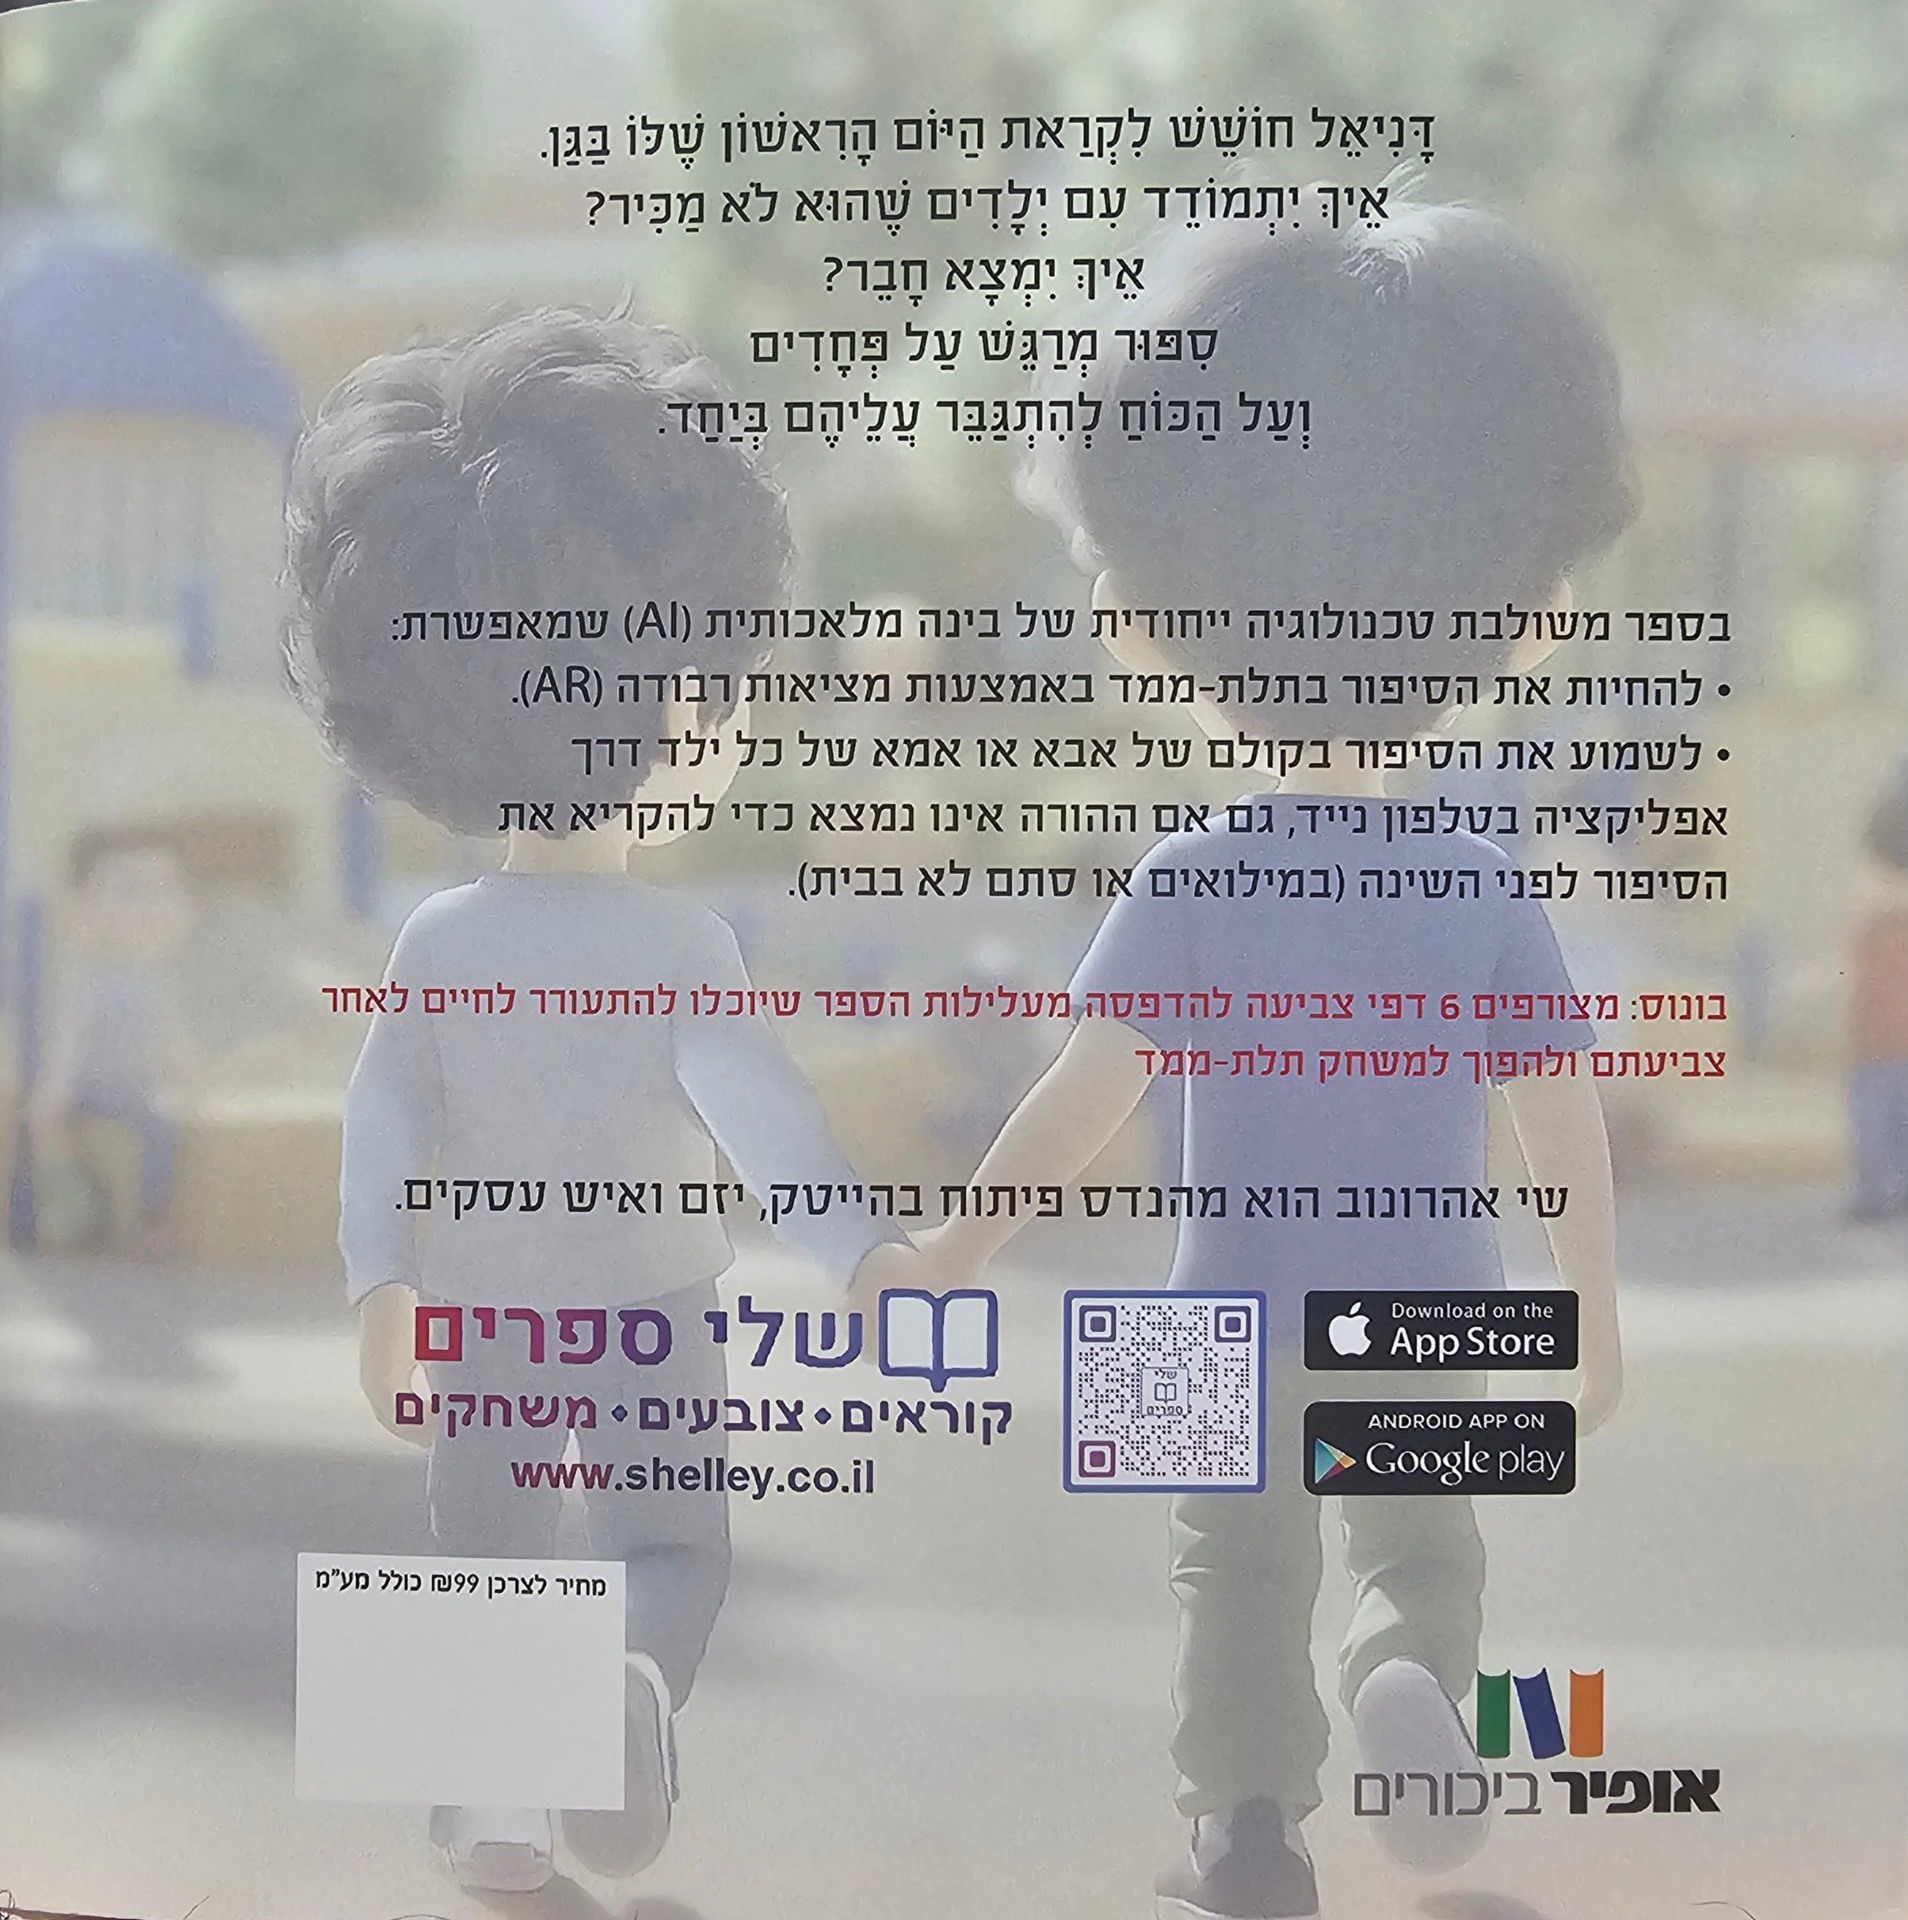 דָּנִיאֵל חוֹשֵׁשׁ לִקְרַאת הַיּוֹם הָרִאשׁוֹן שֶׁלּוֹ בַּגַּן.
אֵיךְ יִתְמוֹדֵד עִם יְלָדִים שֶׁהוּא לֹא מַכִּיר?
אֵיךְ יִמְצָא חָבֵר?
סִפּוּר מְרַגֵּשׁ עַל פְּחָדִים
וְעַל הַכּוֹחַ לְהִתְגַּבֵּר עֲלֵיהֶם בְּיַחַד.
בספר משולבת טכנולוגיה ייחודית של בינה מלאכותית (AI) שמאפשרת:
• להחיות את הסיפור בתלת-ממד באמצעות מציאות רבודה (AR).
• לשמוע את הסיפור בקולם של אבא או אמא של כל ילד דרך
אפליקציה בטלפון נייד, גם אם ההורה אינו נמצא כדי להקריא את
הסיפור לפני השינה (במילואים או סתם לא בבית).
בונוס: מצורפים 6 דפי צביעה להדפסה מעלילות הספר שיוכלו להתעורר לחיים לאחר
צביעתם ולהפוך למשחק תלת-ממד
שי אהרונוב הוא מהנדס פיתוח בהייטק, יזם ואיש עסקים.
Download on the
App Store
ANDROID APP ON
Google play
שלי
ספרים
שלי ספרים
קוראים • צובעים • משחקים
www.shelley.co.il
מחיר לצרכן 99₪ כולל מע"מ
אופיר ביכורים